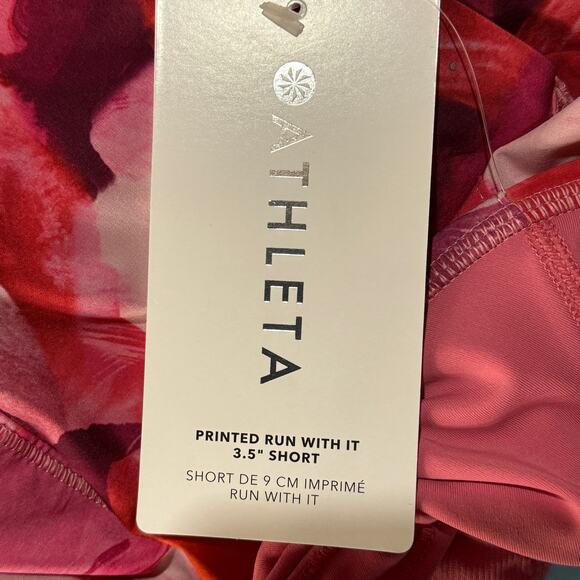 ATHLETA
PRINTED RUN WITH IT
3.5" SHORT
SHORT DE 9 CM IMPRIMÉ
RUN WITH IT